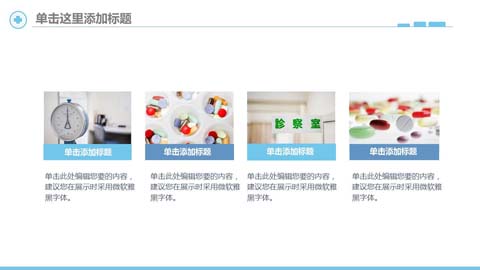 单击这里添加标题
診察室
单击添加标题
单击添加标题
单击添加标题
单击添加标题
单击此处编辑您要的内容，
建议您在展示时采用微软雅
黑字体。
单击此处编辑您要的内容，
建议您在展示时采用微软雅
黑字体。
单击此处编辑您要的内容，
建议您在展示时采用微软雅
黑字体。
单击此处编辑您要的内容，
建议您在展示时采用微软雅
黑字体。